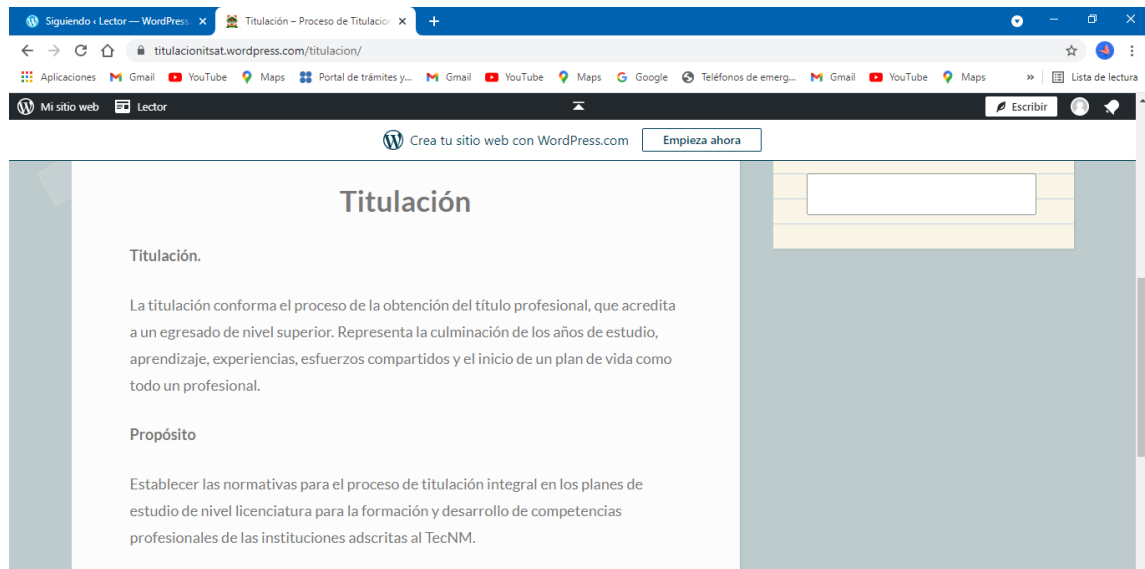 Siguiendo ‹ Lector — WordPress.
Titulación – Proceso de Titulacion
titulacionitsat.wordpress.com/titulacion/
Aplicaciones Gmail YouTube Maps Portal de trámites y... Gmail YouTube Maps Google Teléfonos de emerg... Gmail YouTube Maps » Lista de lectura
Mi sitio web Lector Escribir
Crea tu sitio web con WordPress.com Empieza ahora
Titulación
Titulación.
La titulación conforma el proceso de la obtención del título profesional, que acredita
a un egresado de nivel superior. Representa la culminación de los años de estudio,
aprendizaje, experiencias, esfuerzos compartidos y el inicio de un plan de vida como
todo un profesional.
Propósito
Establecer las normativas para el proceso de titulación integral en los planes de
estudio de nivel licenciatura para la formación y desarrollo de competencias
profesionales de las instituciones adscritas al TecNM.